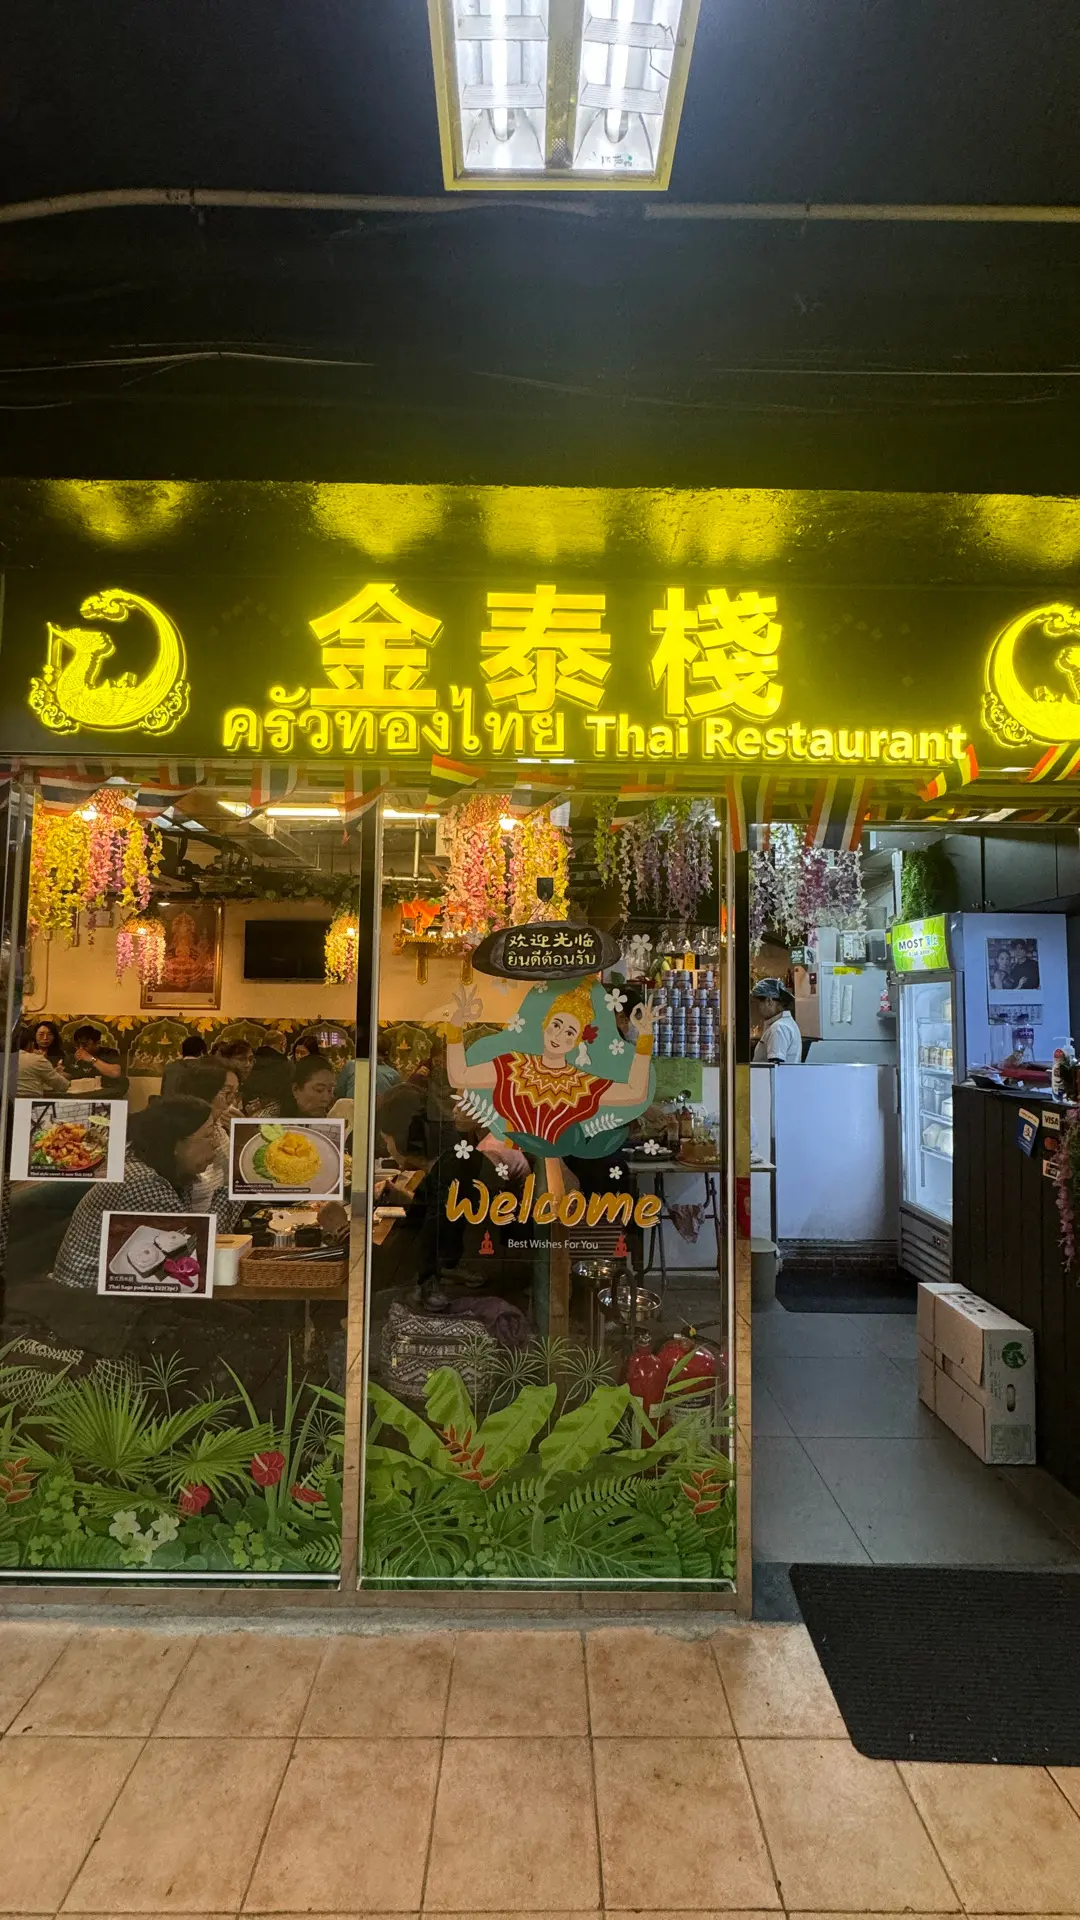 金泰棧
ครัวทองไทย Thai Restaurant
欢迎光临
ยินดีต้อนรับ
MOST
Welcome
Best Wishes For You
VISA